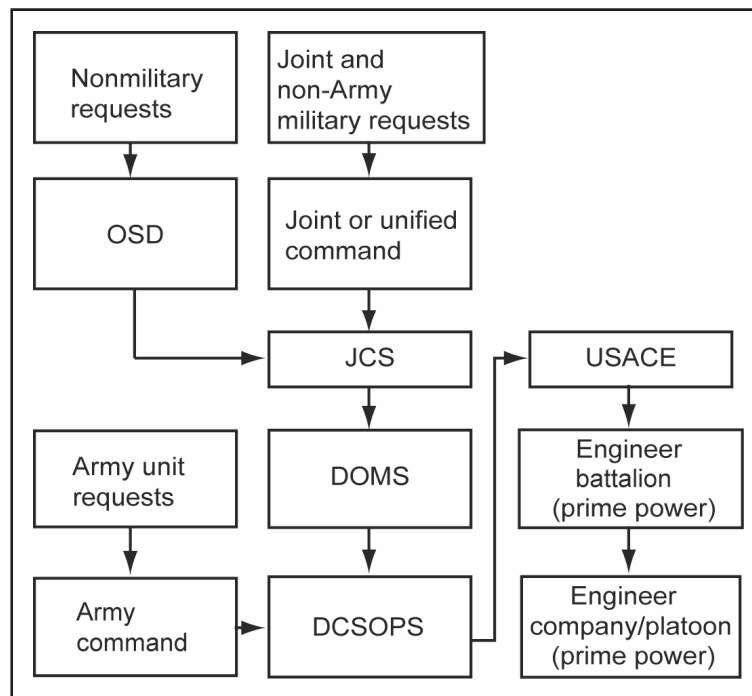 Nonmilitary
requests
Joint and
non-Army
military requests
OSD
Joint or unified
command
JCS
USACE
Army unit
requests
DOMS
Engineer
battalion
(prime power)
Army
command
DCSOPS
Engineer
company/platoon
(prime power)